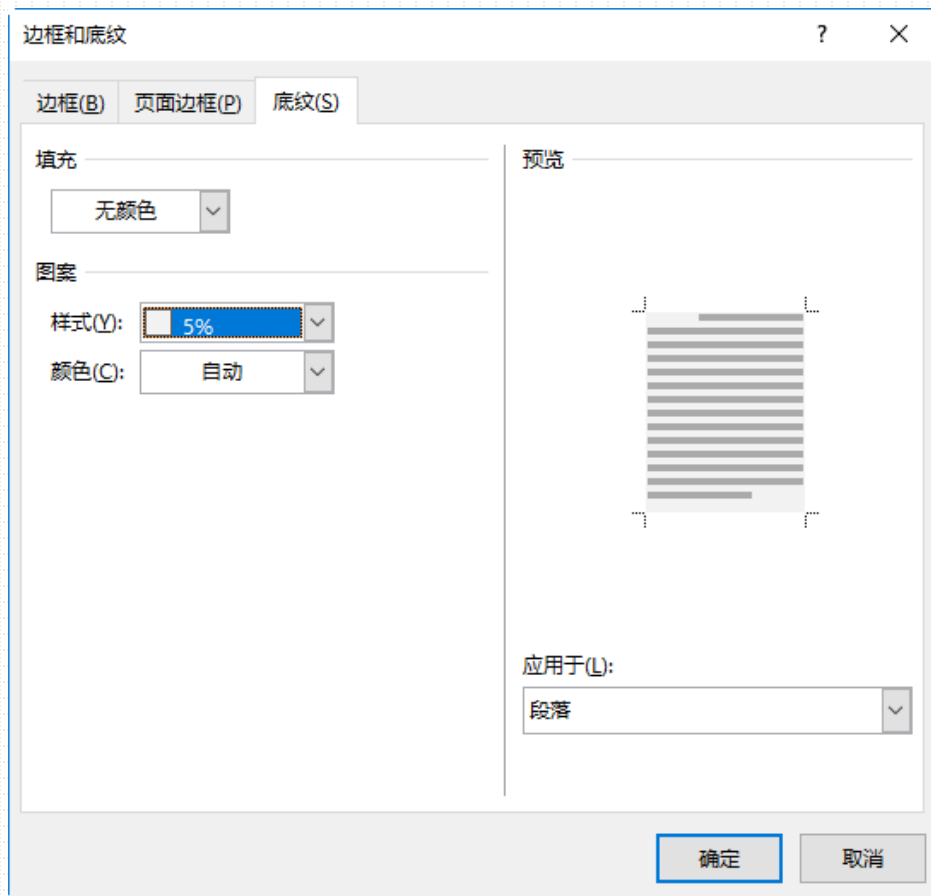 边框和底纹
边框(B) 页面边框(P) 底纹(S)
填充
无颜色
图案
样式(Y): 5%
颜色(C): 自动
预览
应用于(L):
段落
确定 取消